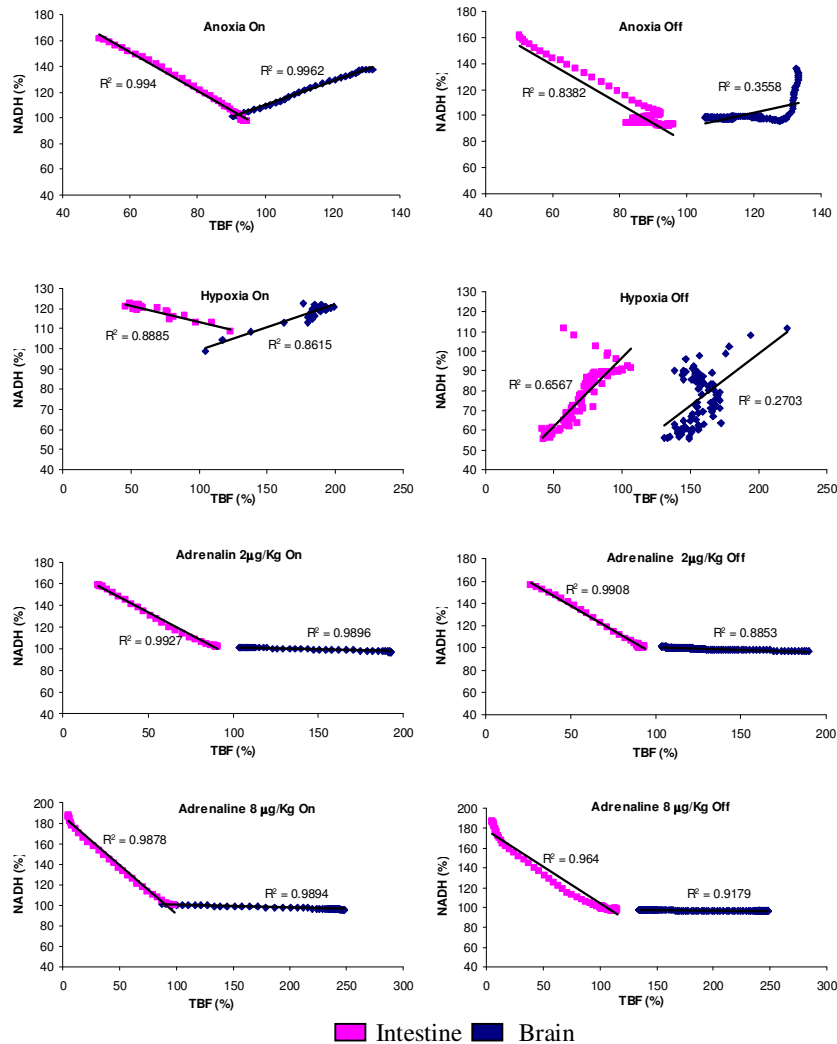 Anoxia On
NADH (%)
180
160
140
120
100
80
60
40
R² = 0.994
R² = 0.9962
40 60 80 100 120 140
TBF (%)
Anoxia Off
NADH (%)
180
160
140
120
100
80
60
40
R² = 0.8382
R² = 0.3558
40 60 80 100 120 140
TBF (%)
Hypoxia On
NADH (%)
130
120
110
100
90
80
70
60
50
40
R² = 0.8885
R² = 0.8615
0 50 100 150 200 250
TBF (%)
Hypoxia Off
NADH (%)
130
120
110
100
90
80
70
60
50
40
R² = 0.6567
R² = 0.2703
0 50 100 150 200 250
TBF (%)
Adrenalin 2μg/Kg On
NADH (%)
180
160
140
120
100
80
60
40
R² = 0.9927
R² = 0.9896
0 50 100 150 200
TBF (%)
Adrenaline 2μg/Kg Off
NADH (%)
180
160
140
120
100
80
60
40
R² = 0.9908
R² = 0.8853
0 50 100 150 200
TBF (%)
Adrenaline 8 μg/Kg On
NADH (%)
200
180
160
140
120
100
80
60
40
R² = 0.9878
R² = 0.9894
0 50 100 150 200 250 300
TBF (%)
Adrenaline 8 μg/Kg Off
NADH (%)
200
180
160
140
120
100
80
60
40
R² = 0.964
R² = 0.9179
0 50 100 150 200 250 300
TBF (%)
Intestine Brain